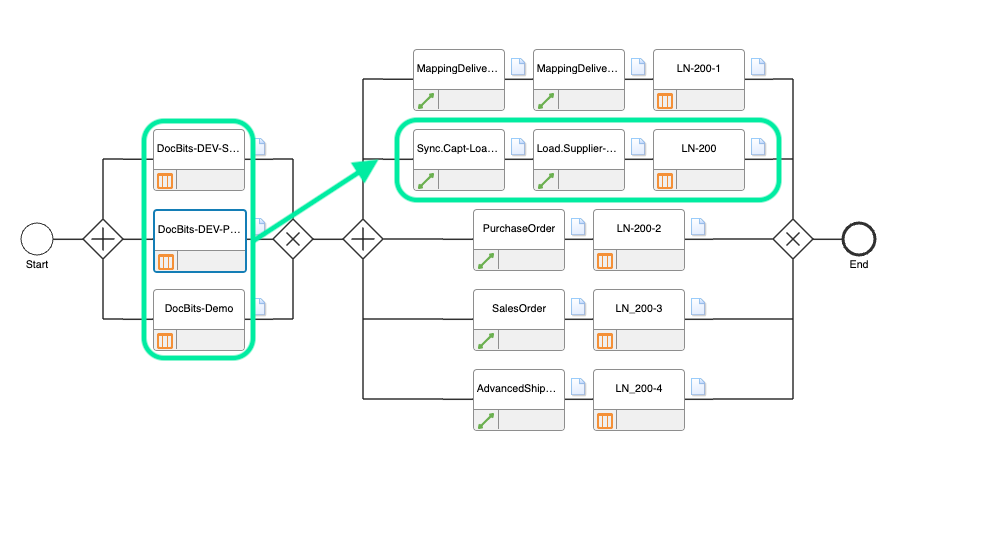 MappingDelive...
MappingDelive...
LN-200-1
DocBits-DEV-S...
Sync.Capt-Loa...
Load.Supplier-...
LN-200
DocBits-DEV-P...
PurchaseOrder
LN-200-2
Start
End
DocBits-Demo
SalesOrder
LN_200-3
AdvancedShip...
LN_200-4